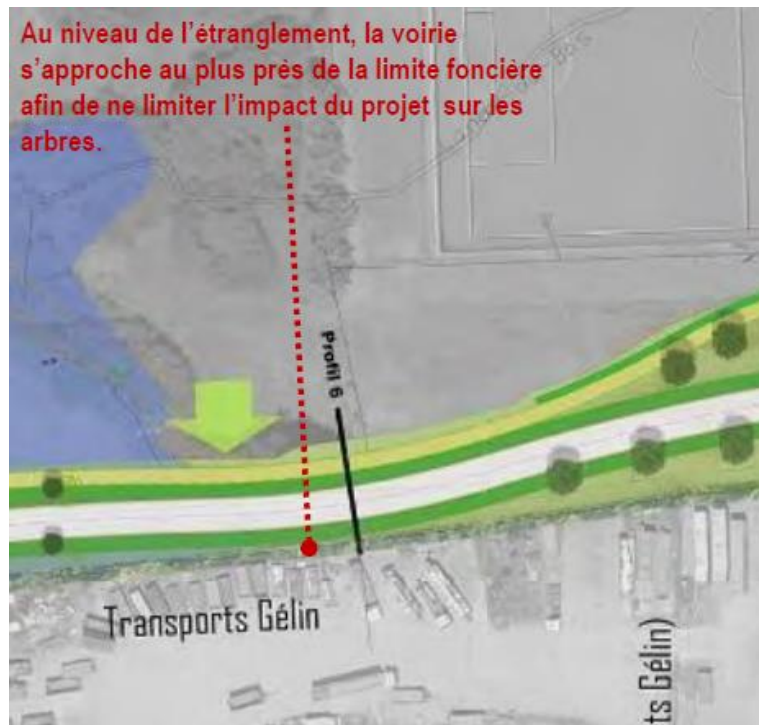 Au niveau de l'étranglement, la voirie
s'approche au plus près de la limite foncière
afin de ne limiter l'impact du projet sur les
arbres.
Profil 6
Transports Gélin
ts Gélin)